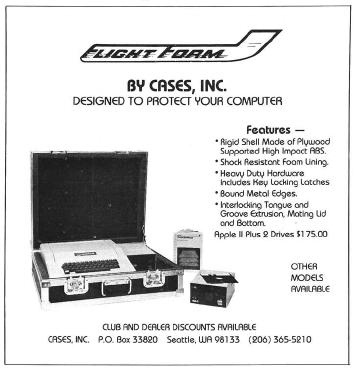 FLIGHT FORM
BY CASES, INC.
DESIGNED TO PROTECT YOUR COMPUTER
Features —
• Rigid Shell Made of Plywood
Supported High Impact ABS.
• Shock Resistant Foam Lining.
• Heavy Duty Hardware
Includes Key Locking Latches
• Bound Metal Edges.
• Interlocking Tongue and
Groove Extrusion, Mating Lid
and Bottom.
Apple II Plus 2 Drives $175.00
OTHER
MODELS
AVAILABLE
CLUB AND DEALER DISCOUNTS AVAILABLE
CASES, INC. P.O. Box 33820 Seattle, WA 98133 (206) 365-5210